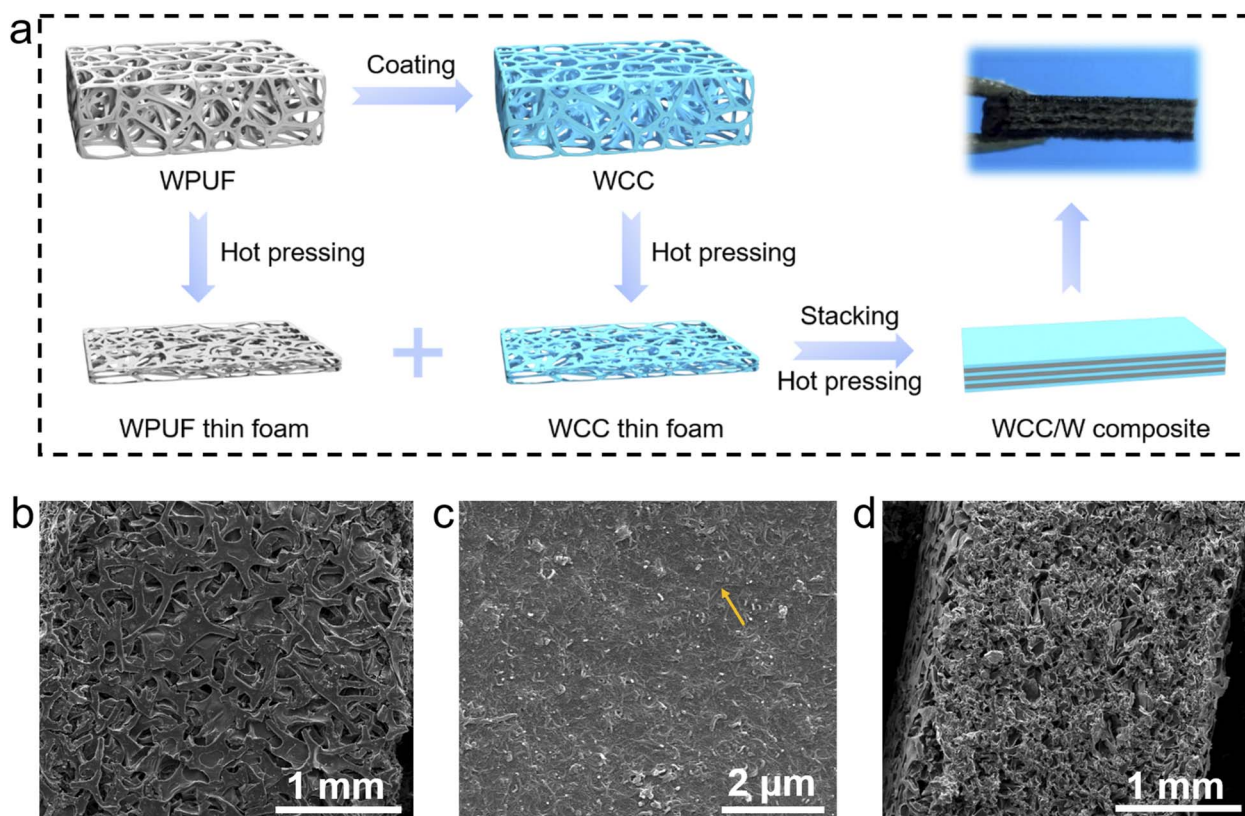 a
Coating
WPUF
WCC
Hot pressing
Hot pressing
Stacking
Hot pressing
WPUF thin foam
WCC thin foam
WCC/W composite
b
1 mm
c
2 μm
d
1 mm